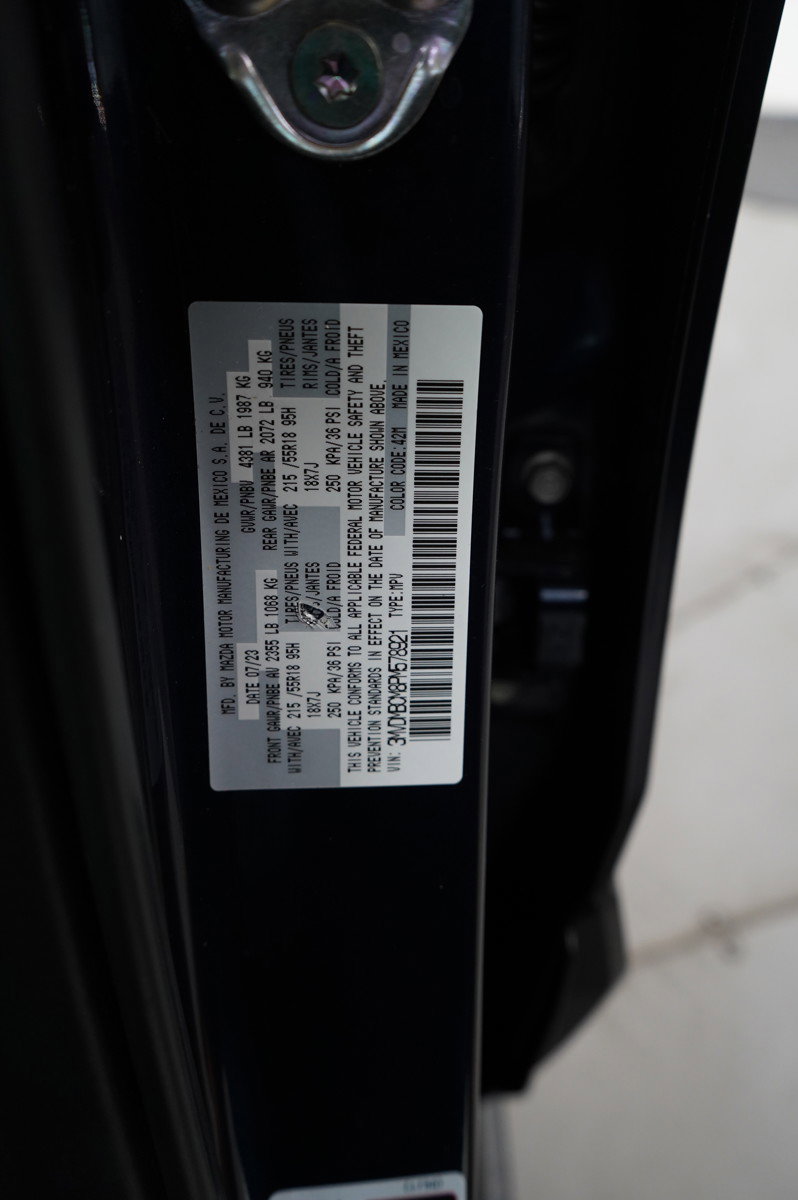 MFD. BY MAZDA MOTOR MANUFACTURING DE MEXICO S.A. DE C.V.
DATE 07/23 GVWR/PNBV 4381 LB 1987 KG
FRONT GAWR/PNBE AV 2355 LB 1068 KG REAR GAWR/PNBE AR 2072 LB 940 KG
WITH/AVEC 215 /55R18 95H TIRES/PNEUS WITH/AVEC 215 /55R18 95H TIRES/PNEUS
18X7J /JANTES 18X7J RIMS/JANTES
250 KPA/36 PSI COLD/A FROID 250 KPA/36 PSI COLD/A FROID
THIS VEHICLE CONFORMS TO ALL APPLICABLE FEDERAL MOTOR VEHICLE SAFETY AND THEFT
PREVENTION STANDARDS IN EFFECT ON THE DATE OF MANUFACTURE SHOWN ABOVE.
VIN: 3MVDMBCM8PM578921 TYPE:MPV COLOR CODE:42M MADE IN MEXICO